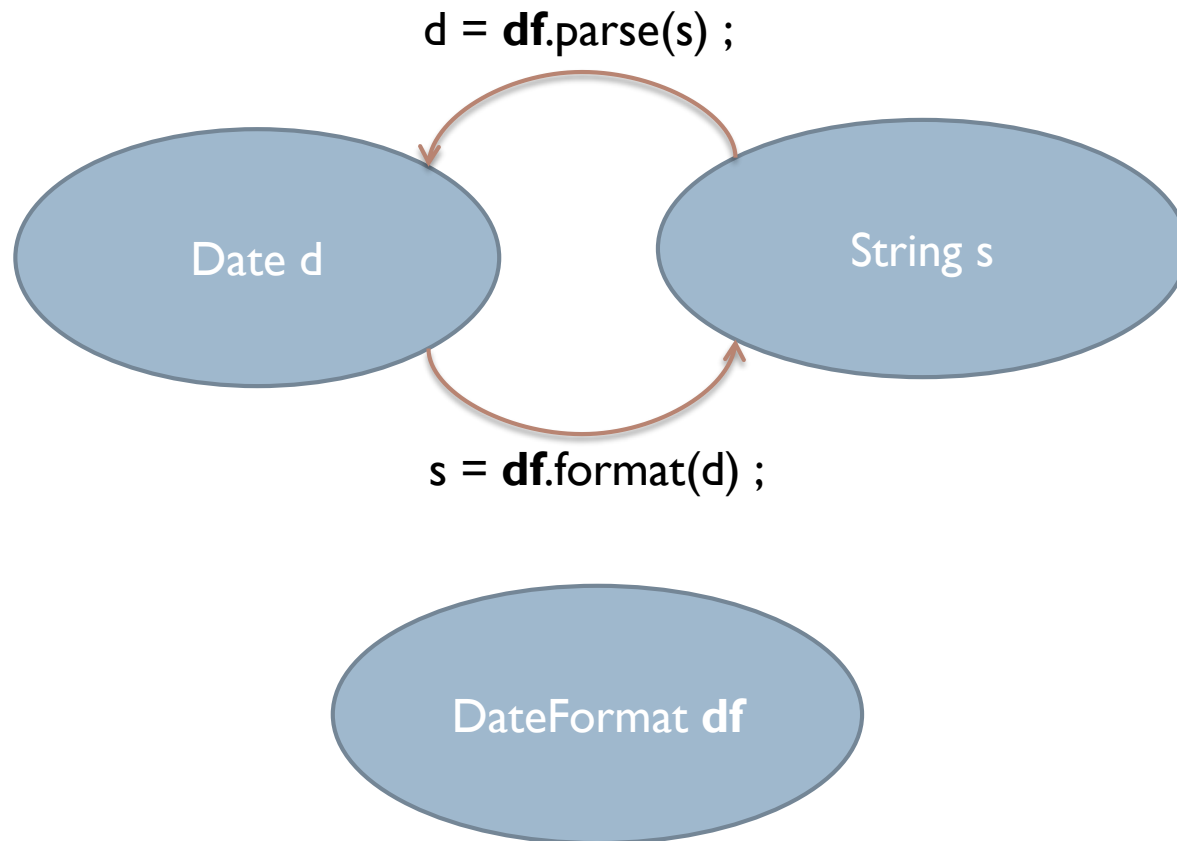 d = df.parse(s) ;
Date d
String s
s = df.format(d) ;
DateFormat df